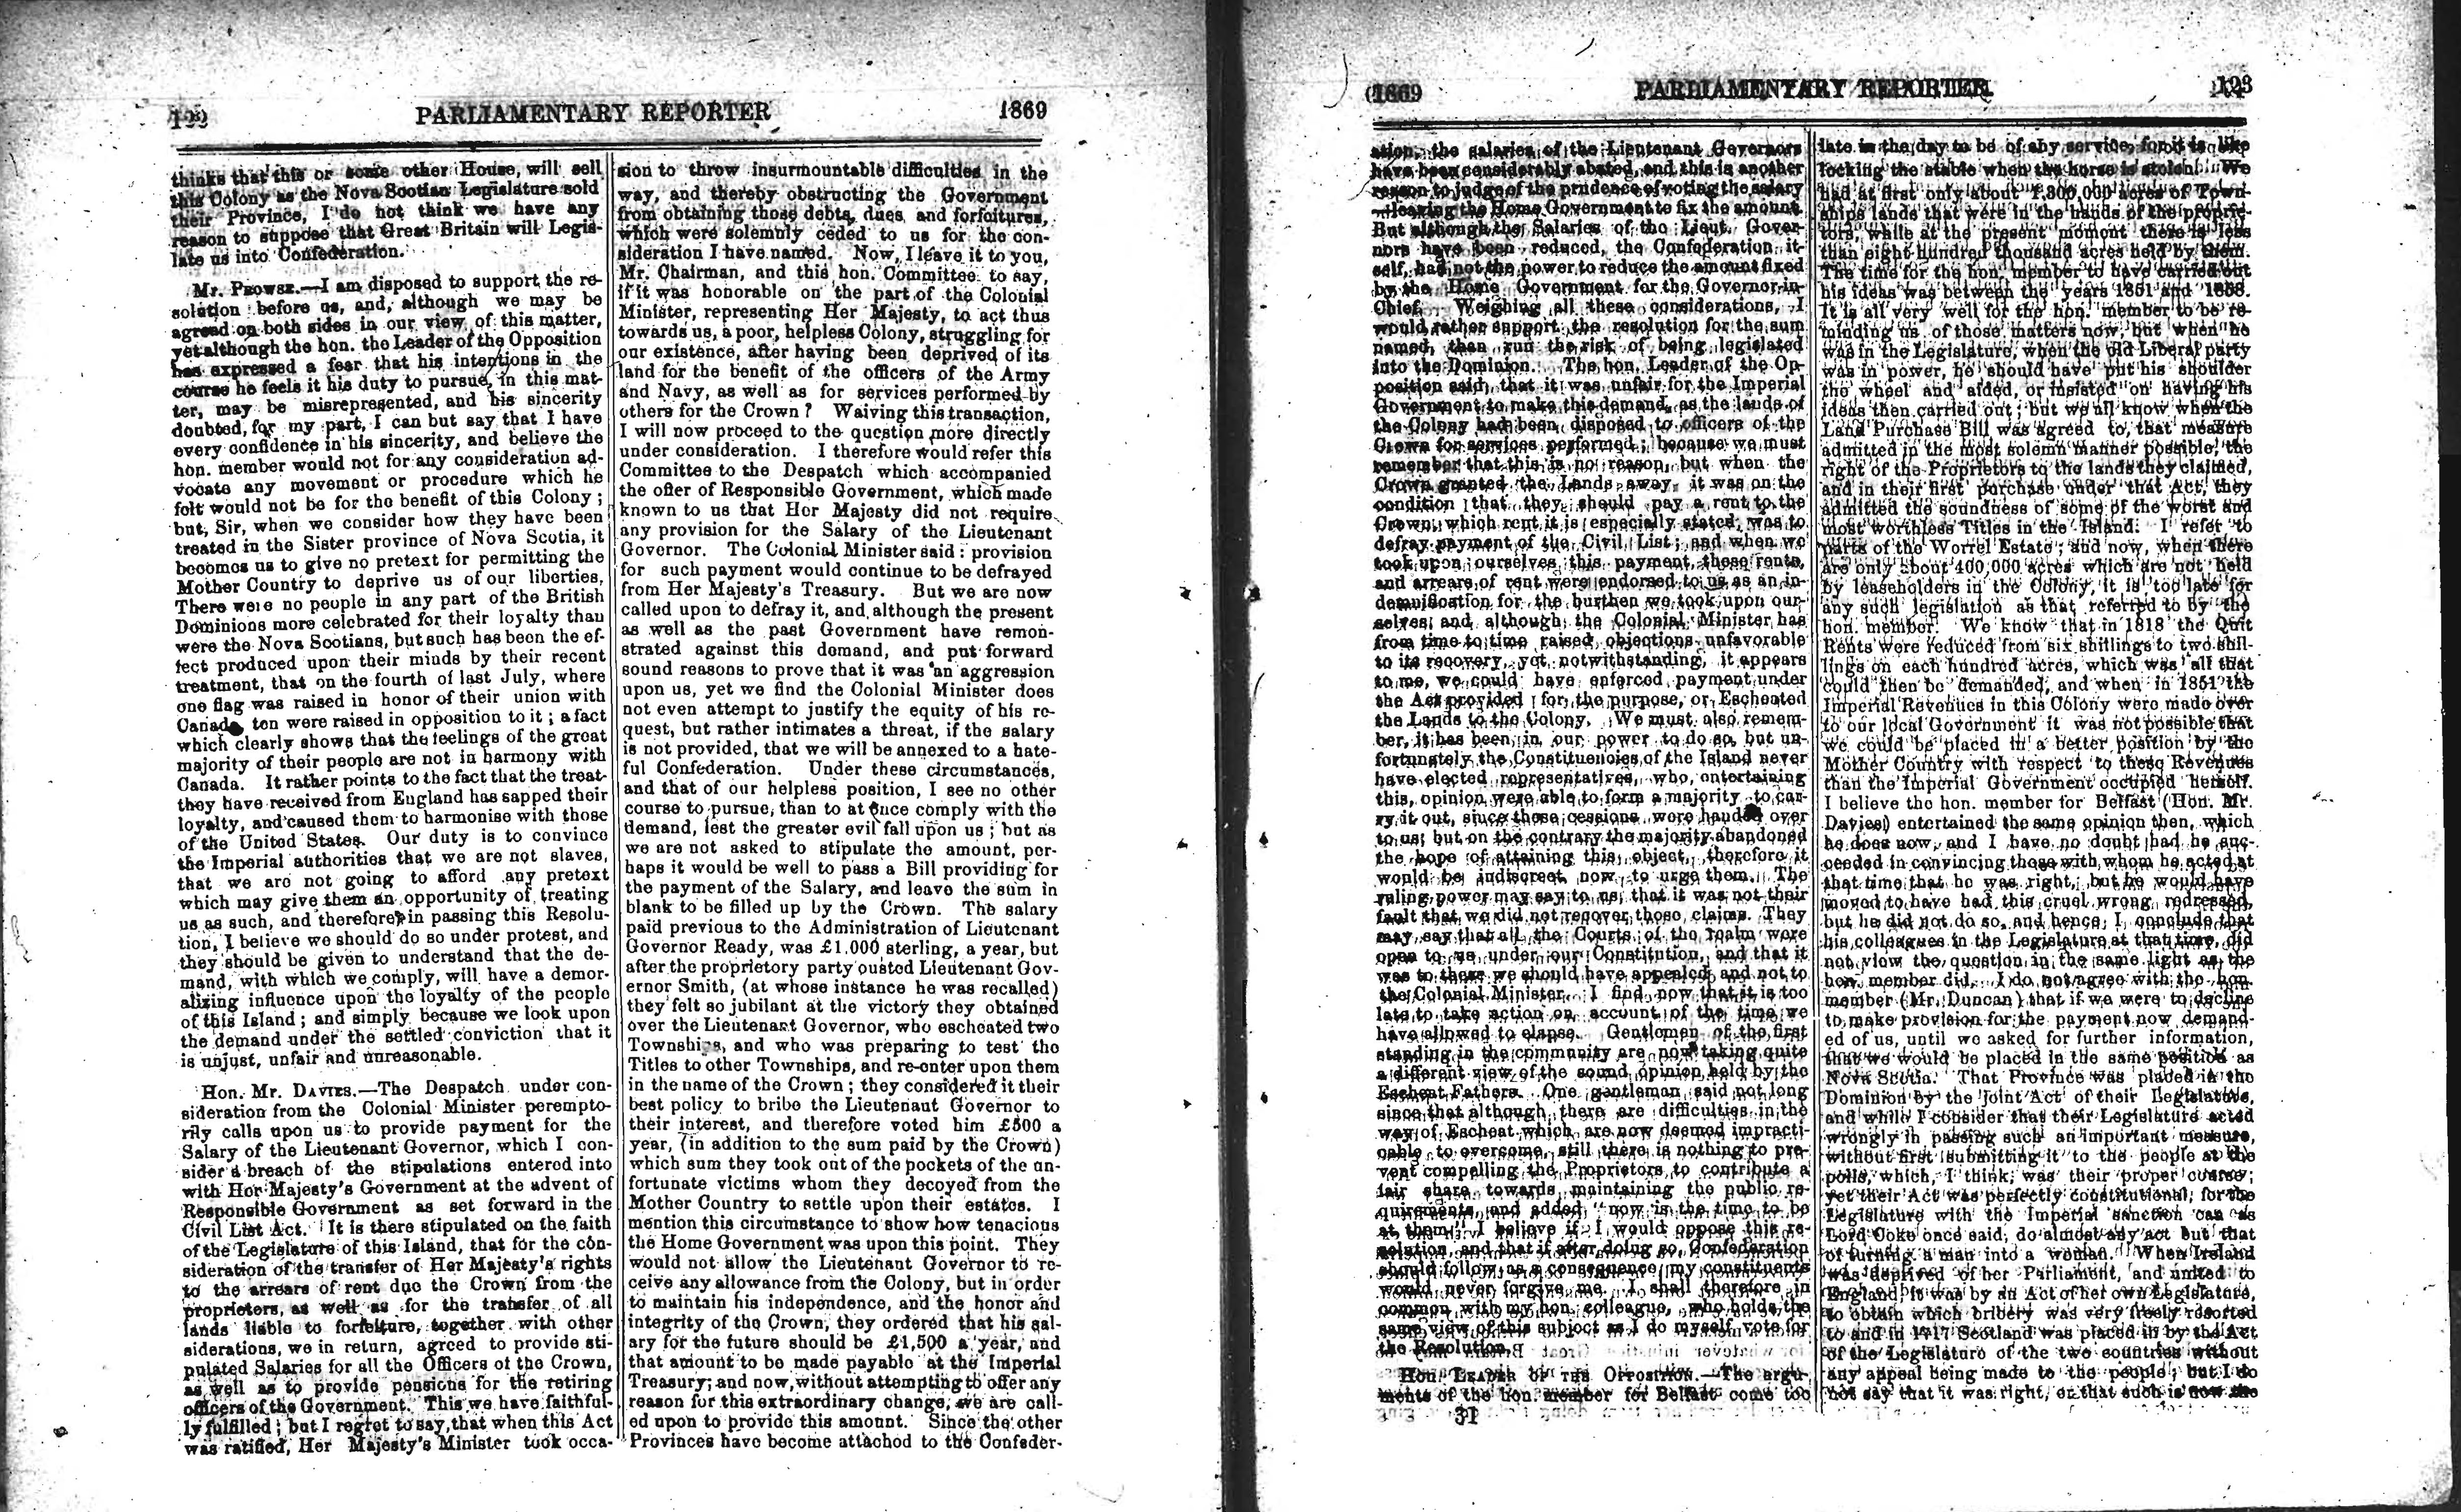 122 PARLIAMENTARY REPORTER 1869
thinks that this or some other House, will sell
this Colony as the Nova Scotian Legislature sold
their Province, I do not think we have any
reason to suppose that Great Britain will Legis-
late us into Confederation.
Mr. Prowse.—I am disposed to support the re-
solution before us, and, although we may be
agreed on both sides in our view of this matter,
yet although the hon. the Leader of the Opposition
has expressed a fear that his intentions in the
course he feels it his duty to pursue, in this mat-
ter, may be misrepresented, and his sincerity
doubted, for my part, I can but say that I have
every confidence in his sincerity, and believe the
hon. member would not for any consideration ad-
vocate any movement or procedure which he
felt would not be for the benefit of this Colony;
but, Sir, when we consider how they have been
treated in the Sister province of Nova Scotia, it
becomes us to give no pretext for permitting the
Mother Country to deprive us of our liberties,
There were no people in any part of the British
Dominions more celebrated for their loyalty than
were the Nova Scotians, but such has been the ef-
fect produced upon their minds by their recent
treatment, that on the fourth of last July, where
one flag was raised in honor of their union with
Canada ten were raised in opposition to it; a fact
which clearly shows that the feelings of the great
majority of their people are not in harmony with
Canada. It rather points to the fact that the treat-
they have received from England has sapped their
loyalty, and caused them to harmonise with those
of the United States. Our duty is to convince
the Imperial authorities that we are not slaves,
that we are not going to afford any pretext
which may give them an opportunity of treating
us as such, and therefore in passing this Resolu-
tion, I believe we should do so under protest, and
they should be given to understand that the de-
mand, with which we comply, will have a demor-
alizing influence upon the loyalty of the people
of this Island; and simply because we look upon
the demand under the settled conviction that it
is unjust, unfair and unreasonable.
Hon. Mr. Davies.—The Despatch under con-
sideration from the Colonial Minister perempto-
rily calls upon us to provide payment for the
Salary of the Lieutenant Governor, which I con-
sider a breach of the stipulations entered into
with Her Majesty's Government at the advent of
Responsible Government as set forward in the
Civil List Act. It is there stipulated on the faith
of the Legislature of this Island, that for the con-
sideration of the transfer of Her Majesty's rights
to the arrears of rent due the Crown from the
proprietors, as well as for the transfer of all
lands liable to forfeiture, together with other
siderations, we in return, agreed to provide sti-
pulated Salaries for all the Officers of the Crown,
as well as to provide pensions for the retiring
officers of the Government. This we have faithful-
ly fulfilled; but I regret to say, that when this Act
was ratified, Her Majesty's Minister took occa-
sion to throw insurmountable difficulties in the
way, and thereby obstructing the Government
from obtaining those debts, dues, and forfeitures,
which were solemnly ceded to us for the con-
sideration I have named. Now, I leave it to you,
Mr. Chairman, and this hon. Committee to say,
if it was honorable on the part of the Colonial
Minister, representing Her Majesty, to act thus
towards us, a poor, helpless Colony, struggling for
our existence, after having been deprived of its
land for the benefit of the officers of the Army
and Navy, as well as for services performed by
others for the Crown? Waiving this transaction,
I will now proceed to the question more directly
under consideration. I therefore would refer this
Committee to the Despatch which accompanied
the offer of Responsible Government, which made
known to us that Her Majesty did not require
any provision for the Salary of the Lieutenant
Governor. The Colonial Minister said: provision
for such payment would continue to be defrayed
from Her Majesty's Treasury. But we are now
called upon to defray it, and although the present
as well as the past Government have remon-
strated against this demand, and put forward
sound reasons to prove that it was an aggression
upon us, yet we find the Colonial Minister does
not even attempt to justify the equity of his re-
quest, but rather intimates a threat, if the salary
is not provided, that we will be annexed to a hate-
ful Confederation. Under these circumstances,
and that of our helpless position, I see no other
course to pursue, than to at once comply with the
demand, lest the greater evil fall upon us; but as
we are not asked to stipulate the amount, per-
haps it would be well to pass a Bill providing for
the payment of the Salary, and leave the sum in
blank to be filled up by the Crown. The salary
paid previous to the Administration of Lieutenant
Governor Ready, was £1,000 sterling, a year, but
after the proprietory party ousted Lieutenant Gov-
ernor Smith, (at whose instance he was recalled)
they felt so jubilant at the victory they obtained
over the Lieutenant Governor, who escheated two
Townships, and who was preparing to test the
Titles to other Townships, and re-enter upon them
in the name of the Crown; they considered it their
best policy to bribe the Lieutenant Governor to
their interest, and therefore voted him £500 a
year, (in addition to the sum paid by the Crown)
which sum they took out of the pockets of the un-
fortunate victims whom they decoyed from the
Mother Country to settle upon their estates. I
mention this circumstance to show how tenacious
the Home Government was upon this point. They
would not allow the Lieutenant Governor to re-
ceive any allowance from the Colony, but in order
to maintain his independence, and the honor and
integrity of the Crown, they ordered that his sal-
ary for the future should be £1,500 a year, and
that amount to be made payable at the Imperial
Treasury; and now, without attempting to offer any
reason for this extraordinary change, we are call-
ed upon to provide this amount. Since the other
Provinces have become attached to the Confeder-
1869 PARLIAMENTARY REPORTER. 123
ation, the salaries of the Lieutenant Governors
have been considerably abated, and this is another
reason to judge of the prudence of voting the salary
—leaving the Home Government to fix the amount.
But although the Salaries of the Lieut. Gover-
nors have been reduced, the Confederation it-
self, had not the power to reduce the amount fixed
by the Home Government for the Governor-in-
Chief. Weighing all these considerations, I
would rather support the resolution for the sum
named, than run the risk of being legislated
into the Dominion. The hon. Leader of the Op-
position said, that it was unfair for the Imperial
Government to make this demand, as the lands of
the Colony had been disposed to officers of the
Crown for services performed; because we must
remember that this is no reason, but when the
Crown granted the Lands away, it was on the
condition that they should pay a rent to the
Crown, which rent it is especially stated, was to
defray payment of the Civil List; and when we
took upon ourselves this payment, these rents,
and arrears of rent were endorsed to us as an in-
demnification for the burthen we took upon our-
selves; and although the Colonial Minister has
from time to time raised objections unfavorable
to its recovery, yet notwithstanding, it appears
to me, we could have enforced payment under
the Act provided for the purpose, or Escheated
the Lands to the Colony. We must also remem-
ber, it has been in our power to do so, but un-
fortunately the Constituencies of the Island never
have elected representatives, who, entertaining
this, opinion were able to form a majority to car-
ry it out, since these cessions were handed over
to us; but on the contrary the majority abandoned
the hope of attaining this object, therefore it
would be indiscreet now to urge them. The
ruling power may say to us, that it was not their
fault that we did not recover those claims. They
may say that all the Courts of the realm were
open to us under our Constitution, and that it
was to these we should have appealed and not to
the Colonial Minister. I find now that it is too
late to take action on account of the time we
have allowed to elapse. Gentlemen of the first
standing in the community are now taking quite
a different view of the sound opinion held by the
Escheat Fathers. One gentleman said not long
since that although there are difficulties in the
way of Escheat which are now deemed impracti-
cable to overcome, still there is nothing to pre-
vent compelling the Proprietors to contribute a
fair share towards maintaining the public re-
quirements, and added "now is the time to be
at them." I believe if I would oppose this re-
solution, and that if after doing so, Confederation
should follow as a consequence, my constituents
would never forgive me. I shall therefore in
common with my hon. colleague, who holds the
same view of this subject as I do myself, vote for
the Resolution.
Hon. Leader of the Opposition.—The argu-
ments of the hon. member for Belfast come too
31
late in the day to be of any service, for it is like
locking the stable when the horse is stolen. We
had at first only about 1,300,000 acres of Town-
ships lands that were in the hands of the proprie-
tors, while at the present moment there is less
than eight hundred thousand acres held by them.
The time for the hon. member to have carried out
his ideas was between the years 1851 and 1853.
It is all very well for the hon. member to be re-
minding us of those matters now, but when he
was in the Legislature, when the old Liberal party
was in power, he should have put his shoulder
the wheel and aided, or insisted on having his
ideas then carried out; but we all know when the
Land Purchase Bill was agreed to, that measure
admitted in the most solemn manner possible, the
right of the Proprietors to the lands they claimed,
and in their first purchase under that Act, they
admitted the soundness of some of the worst and
most worthless Titles in the Island. I refer to
parts of the Worrel Estate; and now, when there
are only about 400,000 acres which are not held
by leaseholders in the Colony, it is too late for
any such legislation as that referred to by the
hon. member. We know that in 1818 the Quit
Rents were reduced from six shillings to two shil-
lings on each hundred acres, which was all that
could then be demanded, and when in 1851 the
Imperial Revenues in this Colony were made over
to our local Government it was not possible that
we could be placed in a better position by the
Mother Country with respect to these Revenues
than the Imperial Government occupied herself.
I believe the hon. member for Belfast (Hon. Mr.
Davies) entertained the same opinion then, which
he does now, and I have no doubt had he suc-
ceeded in convincing those with whom he acted at
that time that he was right, but he would have
moved to have had this cruel wrong redressed,
but he did not do so, and hence I conclude that
his colleagues in the Legislature at that time, did
not view the question in the same light as the
hon. member did. I do not agree with the hon.
member (Mr. Duncan) that if we were to decline
to make provision for the payment now demand-
ed of us, until we asked for further information,
that we would be placed in the same position as
Nova Scotia. That Province was placed in the
Dominion by the joint Act of their Legislature,
and while I consider that their Legislature acted
wrongly in passing such an important measure,
without first submitting it to the people at the
polls, which, I think, was their proper course;
yet their Act was perfectly constitutional, for the
Legislature with the Imperial sanction can as
Lord Coke once said, do almost any act but that
of turning a man into a woman. When Ireland
was deprived of her Parliament, and united to
England, it was by an Act of her own Legislature,
to obtain which bribery was very freely resorted
to and in 1717 Scotland was placed in by the Act
of the Legislature of the two countries without
any appeal being made to the people; but I do
not say that it was right, or that such is now the